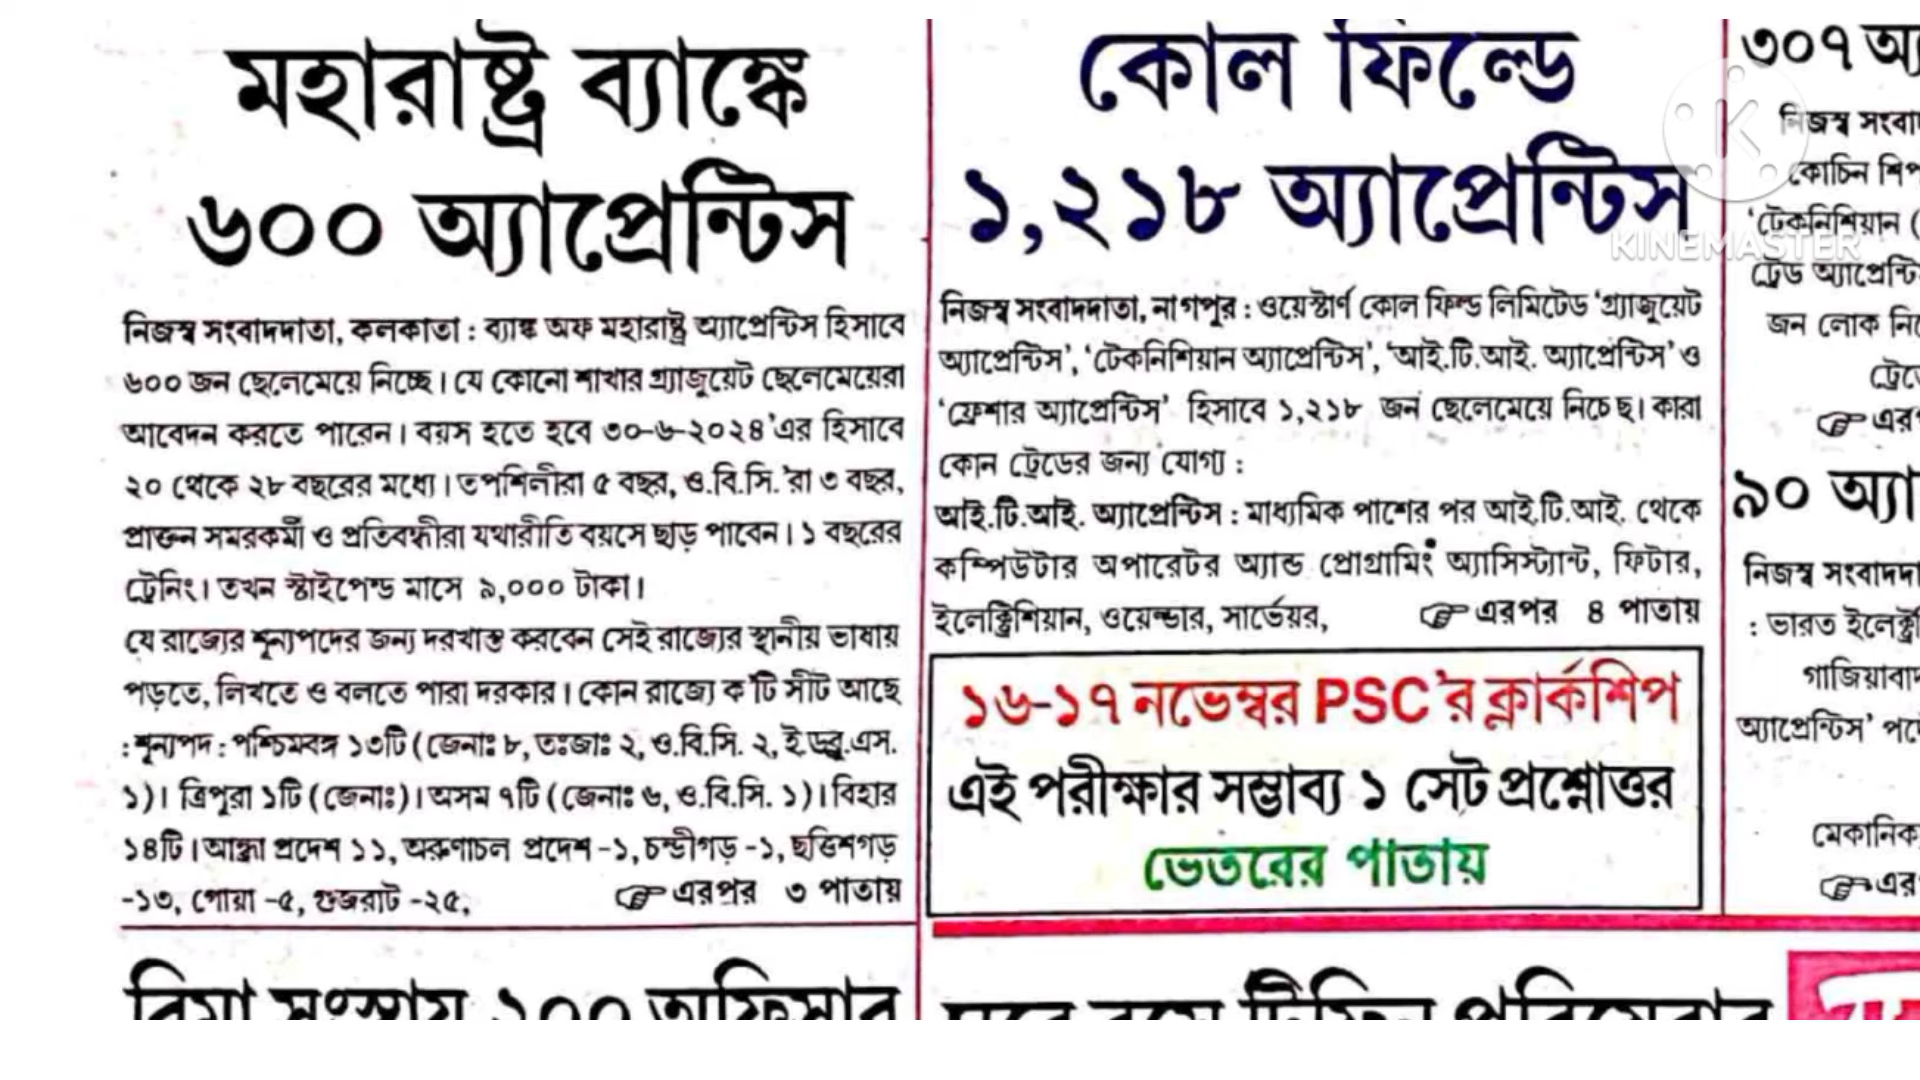 মহারাষ্ট্র ব্যাঙ্কে
৬০০ অ্যাপ্রেন্টিস
নিজস্ব সংবাদদাতা, কলকাতা : ব্যাঙ্ক অফ মহারাষ্ট্র অ্যাপ্রেন্টিস হিসাবে
৬০০ জন ছেলেমেয়ে নিচ্ছে। যে কোনো শাখার গ্র্যাজুয়েট ছেলেমেয়েরা
আবেদন করতে পারেন। বয়স হতে হবে ৩০-৬-২০২৪'এর হিসাবে
২০ থেকে ২৮ বছরের মধ্যে। তপশিলীরা ৫ বছর, ও.বি.সি.'রা ৩ বছর,
প্রাক্তন সমরকর্মী ও প্রতিবন্ধীরা যথারীতি বয়সে ছাড় পাবেন। ১ বছরের
ট্রেনিং। তখন স্টাইপেন্ড মাসে ৯,০০০ টাকা।
যে রাজ্যের শূন্যপদের জন্য দরখাস্ত করবেন সেই রাজ্যের স্থানীয় ভাষায়
পড়তে, লিখতে ও বলতে পারা দরকার। কোন রাজ্যে ক'টি সীট আছে
: শূন্যপদ : পশ্চিমবঙ্গ ১৩টি (জেনাঃ ৮, তঃজাঃ ২, ও.বি.সি. ২, ই.ডব্লু.এস.
১)। ত্রিপুরা ১টি (জেনাঃ)। অসম ৭টি (জেনাঃ ৬, ও.বি.সি. ১)। বিহার
১৪টি। আন্ধ্রা প্রদেশ ১১, অরুণাচল প্রদেশ -১, চন্ডীগড় -১, ছত্তিশগড়
-১৩, গোয়া -৫, গুজরাট -২৫, এরপর ৩ পাতায়
কোল ফিল্ডে
১,২১৮ অ্যাপ্রেন্টিস
নিজস্ব সংবাদদাতা, নাগপুর : ওয়েস্টার্ণ কোল ফিল্ড লিমিটেড 'গ্র্যাজুয়েট
অ্যাপ্রেন্টিস', 'টেকনিশিয়ান অ্যাপ্রেন্টিস', 'আই.টি.আই. অ্যাপ্রেন্টিস' ও
'ফ্রেশার অ্যাপ্রেন্টিস' হিসাবে ১,২১৮ জন ছেলেমেয়ে নিচ্ছে। কারা
কোন ট্রেডের জন্য যোগ্য :
আই.টি.আই. অ্যাপ্রেন্টিস : মাধ্যমিক পাশের পর আই.টি.আই. থেকে
কম্পিউটার অপারেটর অ্যান্ড প্রোগ্রামিং অ্যাসিস্ট্যান্ট, ফিটার,
ইলেক্ট্রিশিয়ান, ওয়েল্ডার, সার্ভেয়র, এরপর ৪ পাতায়
১৬-১৭ নভেম্বর PSC'র ক্লার্কশিপ
এই পরীক্ষার সম্ভাব্য ১ সেট প্রশ্নোত্তর
ভেতরের পাতায়
৩০৭
নিজস্ব
কোচিন
'টেকনিশিয়ান (
ট্রেড
জন লোক
৯০
নিজস্ব
: ভারত
অ্যাপ্রেন্টিস'
KINEMASTER
বিমা সংস্থায় ২০০ অফিসার